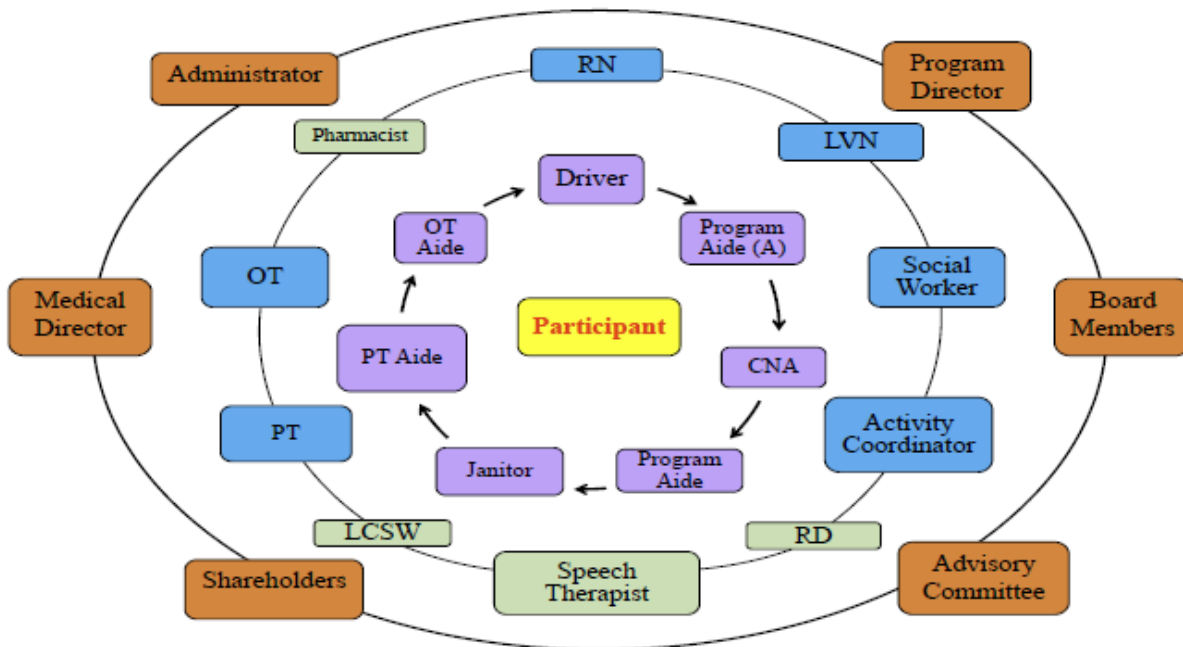 Administrator
RN
Program
Director
Pharmacist
LVN
Driver
OT
Aide
Program
Aide (A)
OT
Social
Worker
Medical
Director
Participant
Board
Members
PT Aide
CNA
PT
Activity
Coordinator
Janitor
Program
Aide
LCSW
RD
Shareholders
Speech
Therapist
Advisory
Committee